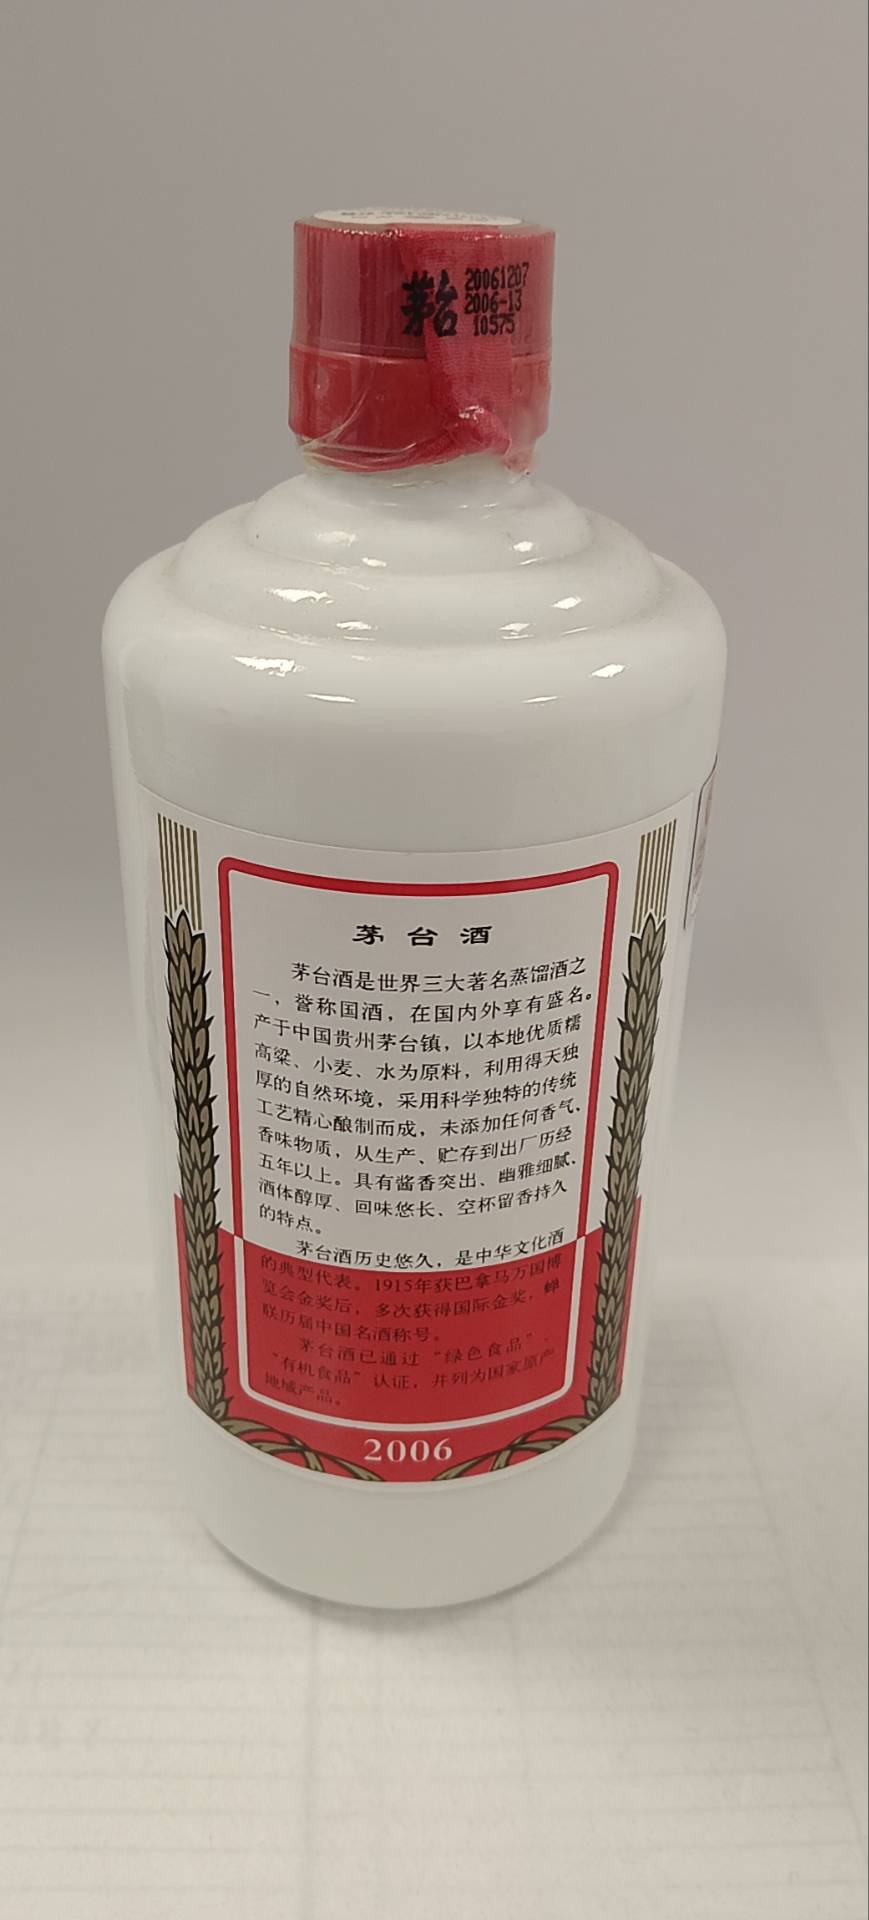 茅台
20061207
2006-13
10575
茅台酒
茅台酒是世界三大著名蒸馏酒之
一，誉称国酒，在国内外享有盛名。
产于中国贵州茅台镇，以本地优质糯
高粱、小麦、水为原料，利用得天独
厚的自然环境，采用科学独特的传统
工艺精心酿制而成，未添加任何香气、
香味物质，从生产、贮存到出厂历经
五年以上。具有酱香突出、幽雅细腻、
酒体醇厚、回味悠长、空杯留香持久
的特点。
茅台酒历史悠久，是中华文化酒
的典型代表。1915年获巴拿马万国博
览会金奖后，多次获得国际金奖，蝉
联历届中国名酒称号。
茅台酒已通过“绿色食品”、
“有机食品”认证，并列为国家原产
地域产品。
2006